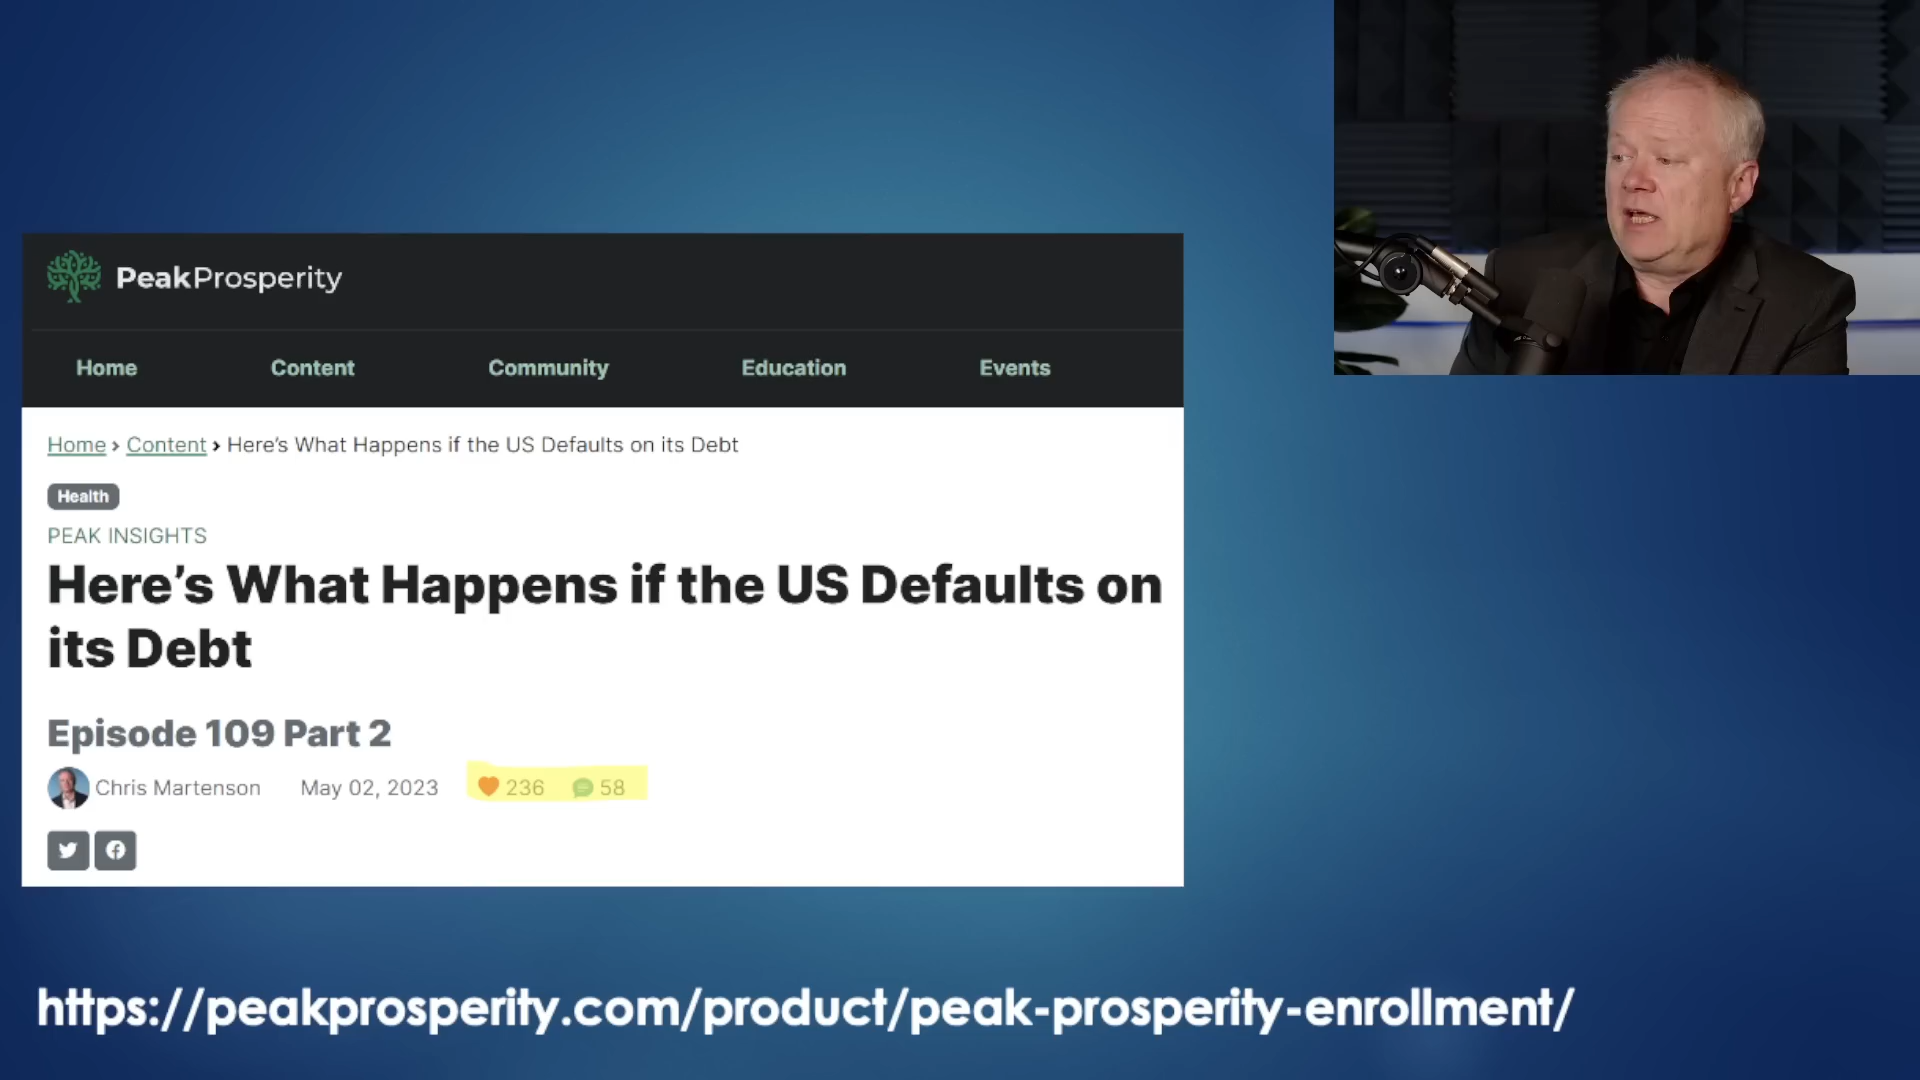 PeakProsperity
Home Content Community Education Events
Home › Content › Here's What Happens if the US Defaults on its Debt
Health
PEAK INSIGHTS
Here's What Happens if the US Defaults on
its Debt
Episode 109 Part 2
Chris Martenson May 02, 2023 236 58
https://peakprosperity.com/product/peak-prosperity-enrollment/